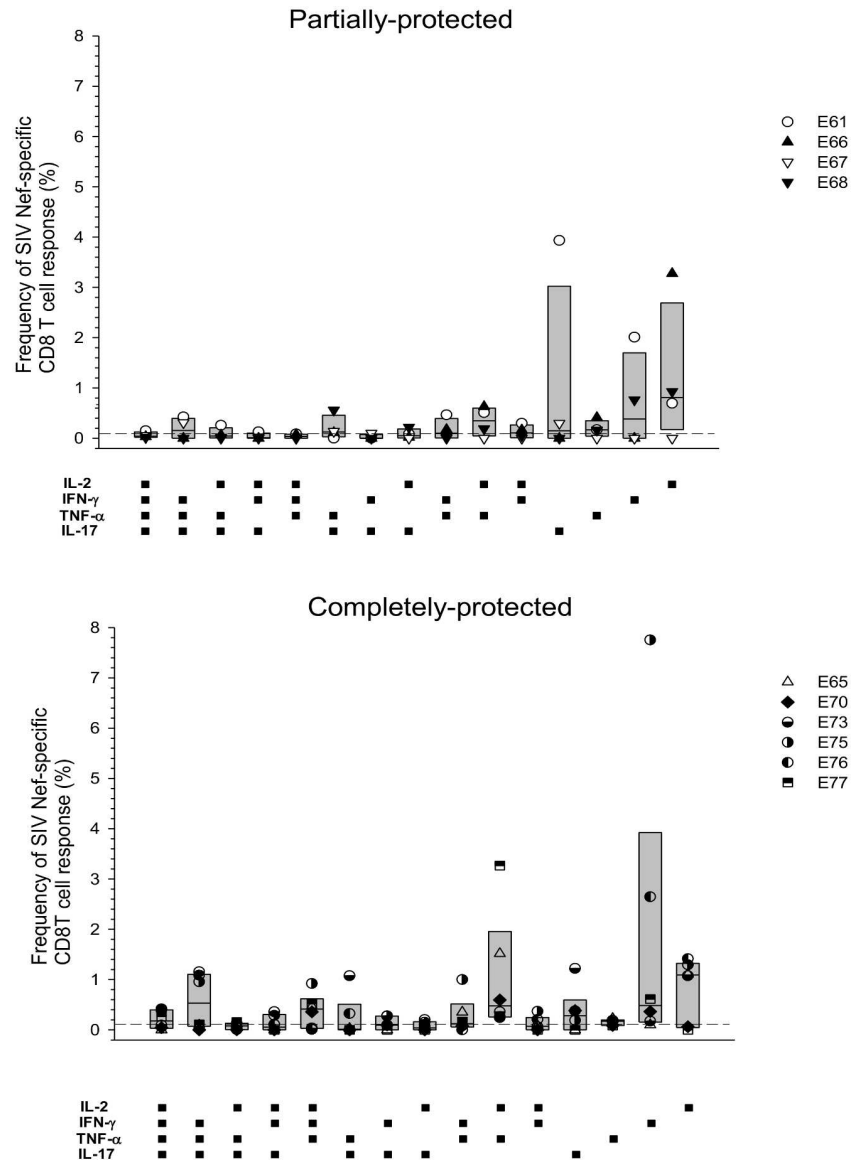 Partially-protected
8
7
6
5
4
3
2
1
0
Frequency of SIV Nef-specific
CD8 T cell response (%)
E61
E66
E67
E68
IL-2
IFN-γ
TNF-α
IL-17
Completely-protected
8
7
6
5
4
3
2
1
0
Frequency of SIV Nef-specific
CD8T cell response (%)
E65
E70
E73
E75
E76
E77
IL-2
IFN-γ
TNF-α
IL-17